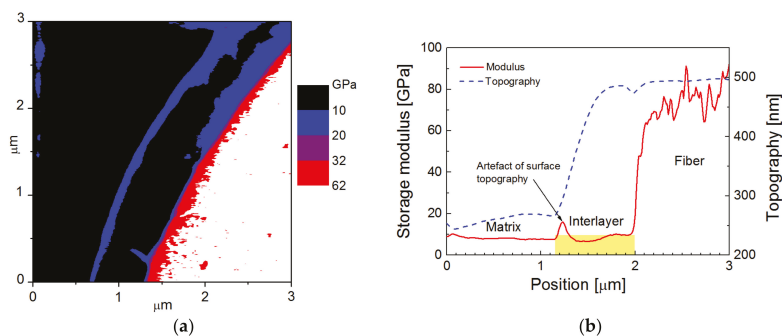 3
2
μm
1
0
0
1
2
3
μm
GPa
10
20
32
62
(a)
100
80
60
40
20
0
Storage modulus [GPa]
Modulus
Topography
Artefact of surface
topography
Matrix
Interlayer
Fiber
500
400
300
200
Topography [nm]
0
1
2
3
Position [μm]
(b)